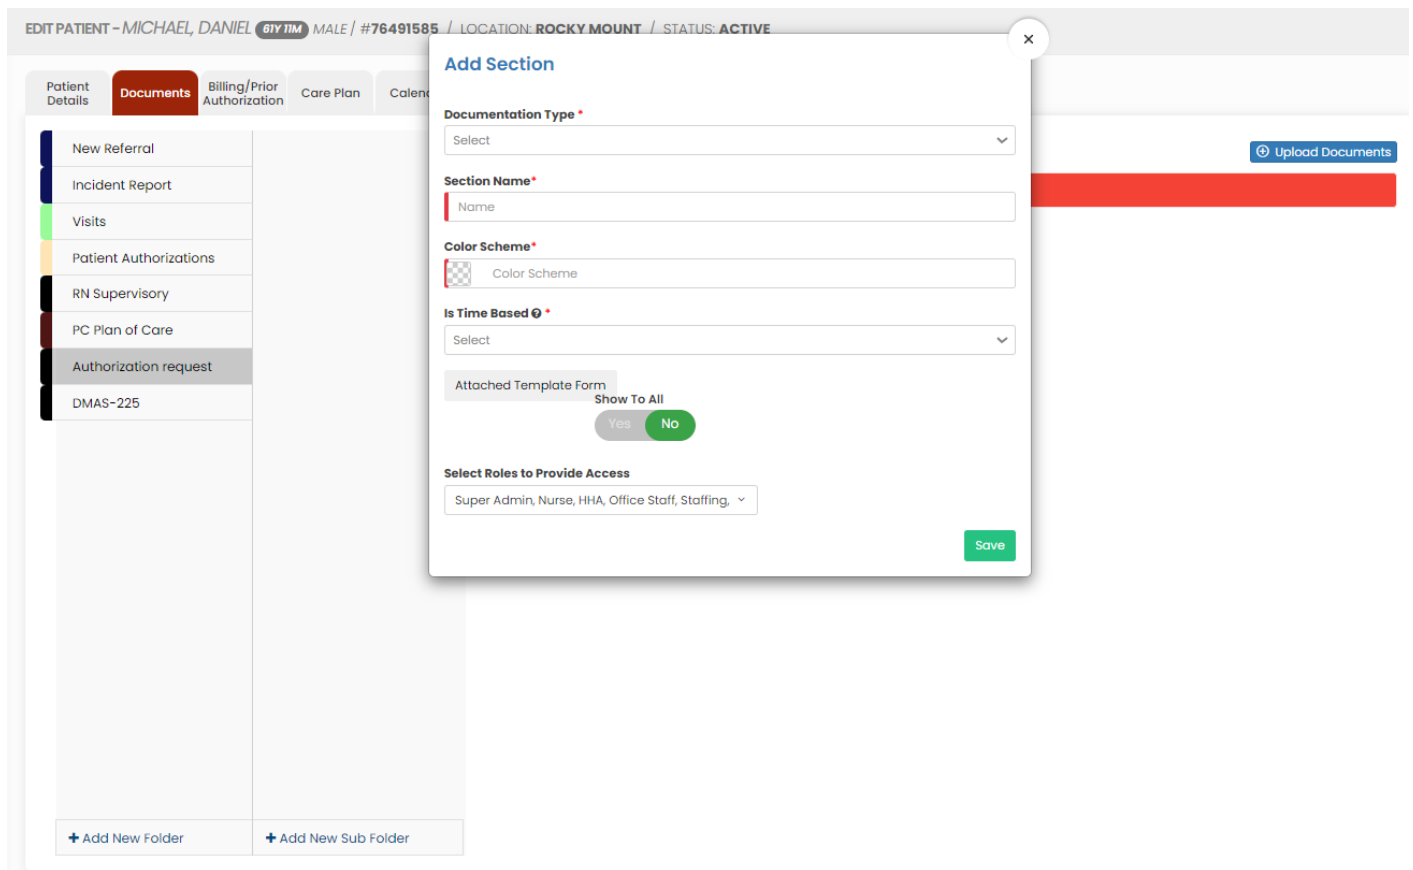 EDIT PATIENT - MICHAEL, DANIEL 61Y 11M MALE / #76491585 / LOCATION: ROCKY MOUNT / STATUS: ACTIVE
Patient Details
Documents
Billing/Prior Authorization
Care Plan
New Referral
Incident Report
Visits
Patient Authorizations
RN Supervisory
PC Plan of Care
Authorization request
DMAS-225
+ Add New Folder
+ Add New Sub Folder
Upload Documents
×
Add Section
Documentation Type *
Select
Section Name*
Name
Color Scheme*
Color Scheme
Is Time Based *
Select
Attached Template Form
Show To All
Yes No
Select Roles to Provide Access
Super Admin, Nurse, HHA, Office Staff, Staffing,
Save